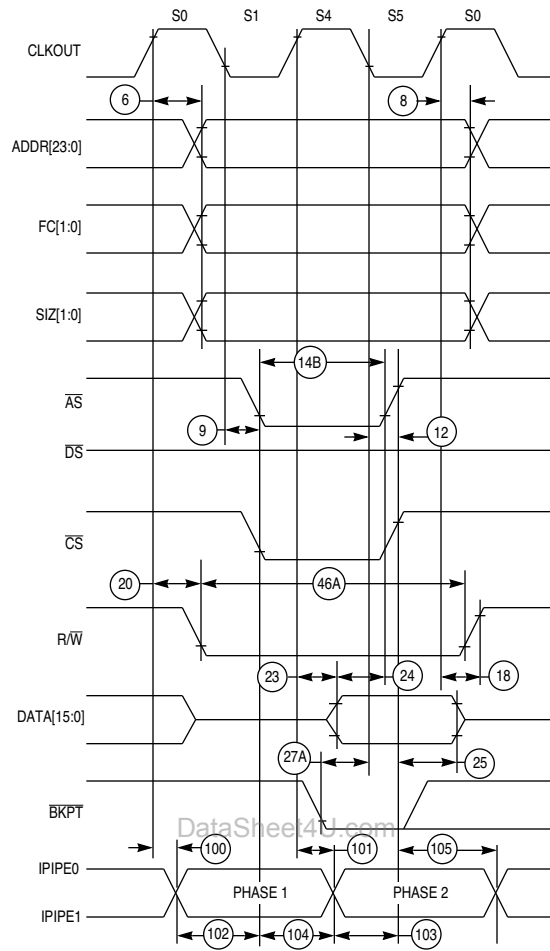 S0 S1 S4 S5 S0
CLKOUT
6 8
ADDR[23:0]
FC[1:0]
SIZ[1:0]
14B
AS
9 12
DS
CS
20 46A
R/W
23 24 18
DATA[15:0]
27A 25
BKPT
DataSheet4U.com
100 101 105
IPIPE0
PHASE 1 PHASE 2
IPIPE1
102 104 103